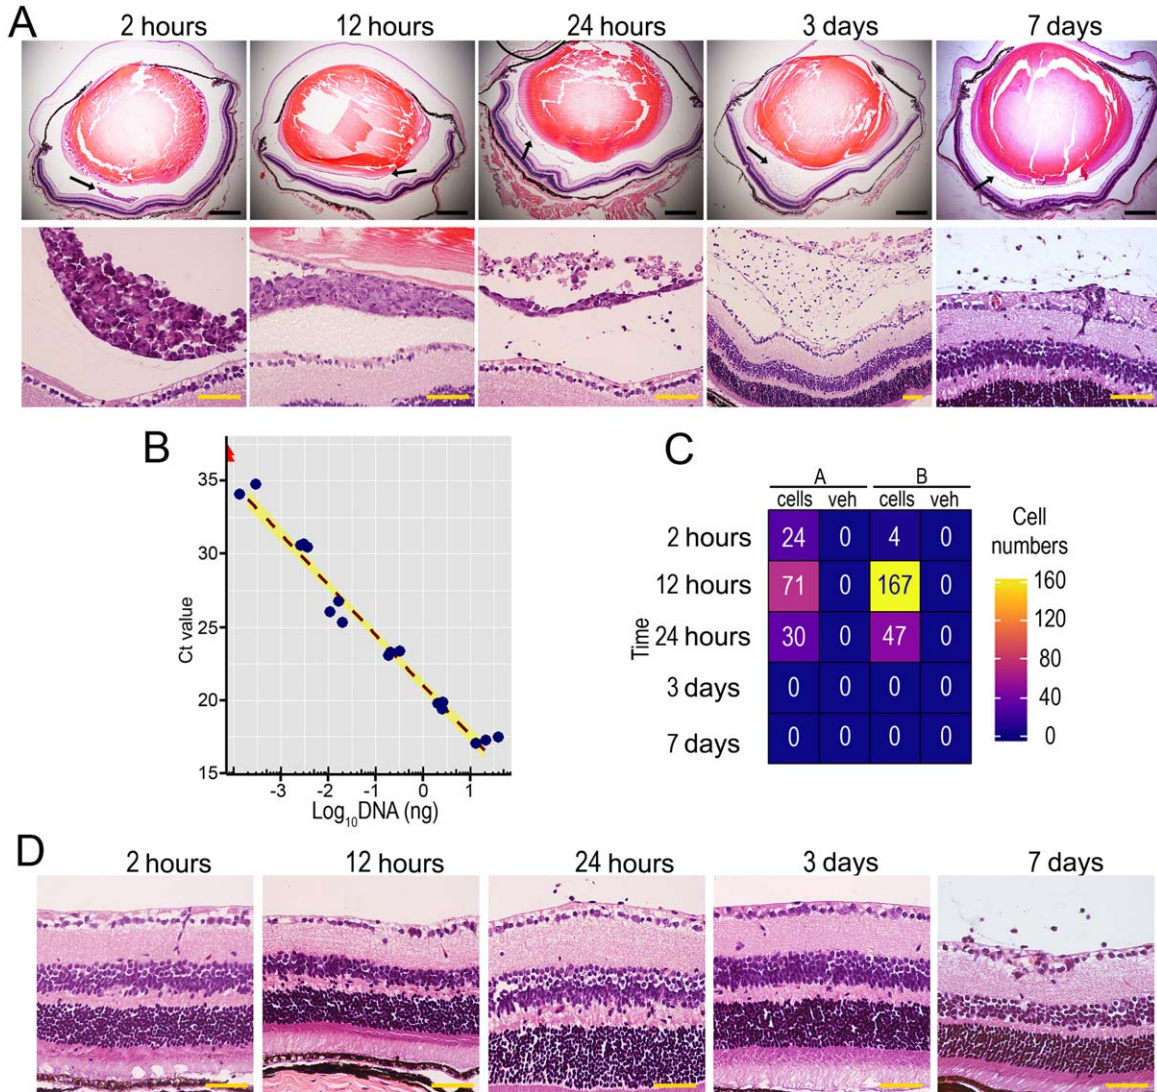 A
2 hours 12 hours 24 hours 3 days 7 days
B
Ct value
35
30
25
20
15
-3 -2 -1 0 1
Log₁₀DNA (ng)
C
A B
cells veh cells veh
Time
2 hours 24 0 4 0
12 hours 71 0 167 0
24 hours 30 0 47 0
3 days 0 0 0 0
7 days 0 0 0 0
Cell
numbers
160
120
80
40
0
D
2 hours 12 hours 24 hours 3 days 7 days